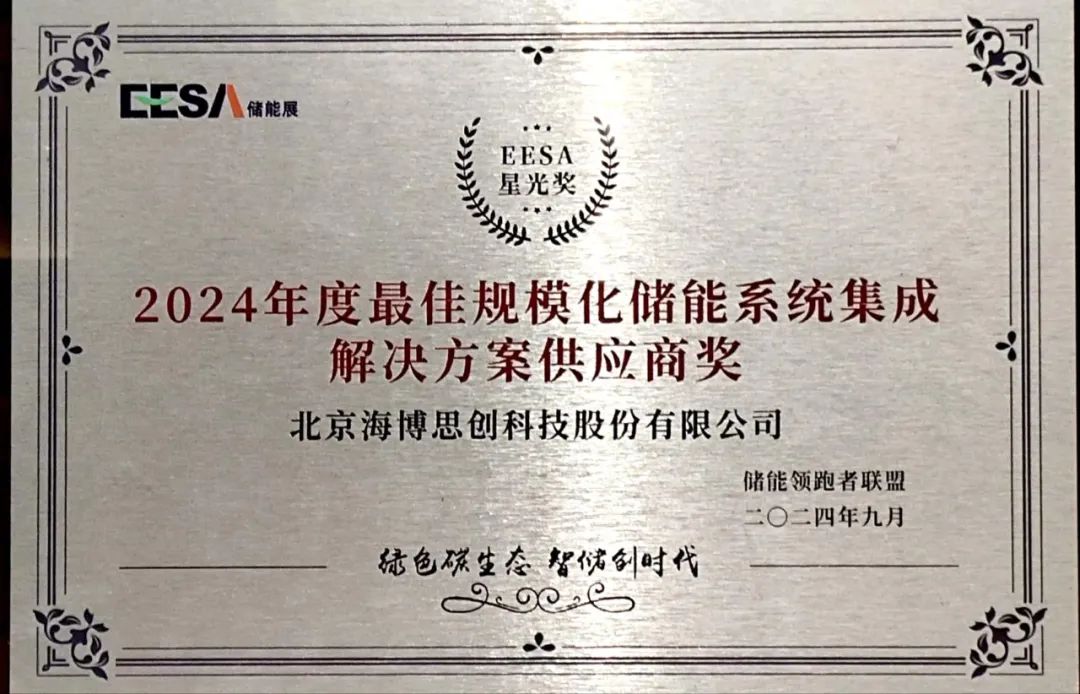 EESA储能展
EESA
星光奖
2024年度最佳规模化储能系统集成
解决方案供应商奖
北京海博思创科技股份有限公司
储能领跑者联盟
二〇二四年九月
绿色碳生态 智储创时代